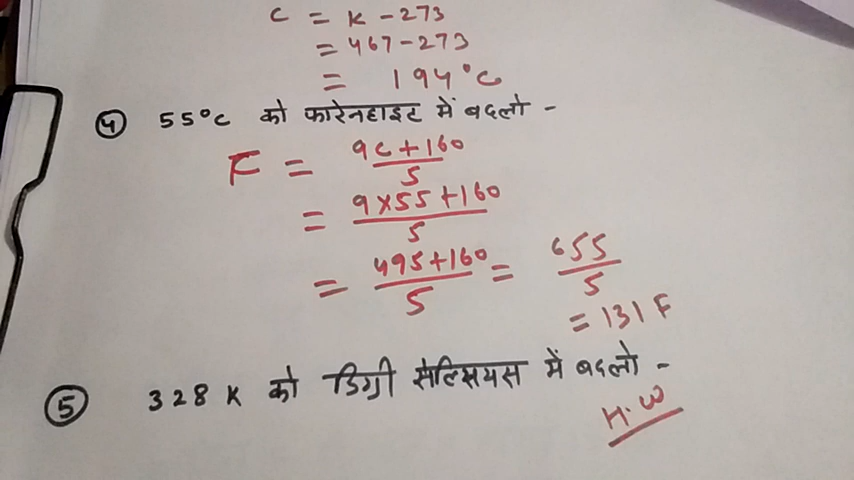 C = K - 273
= 467 - 273
= 194°C
④ 55°C को फारेनहाइट में बदलो -
F = 9C + 160 / 5
= 9 × 55 + 160 / 5
= 495 + 160 / 5 = 655 / 5
= 131 F
⑤ 328 K को डिग्री सेल्सियस में बदलो -
H.W